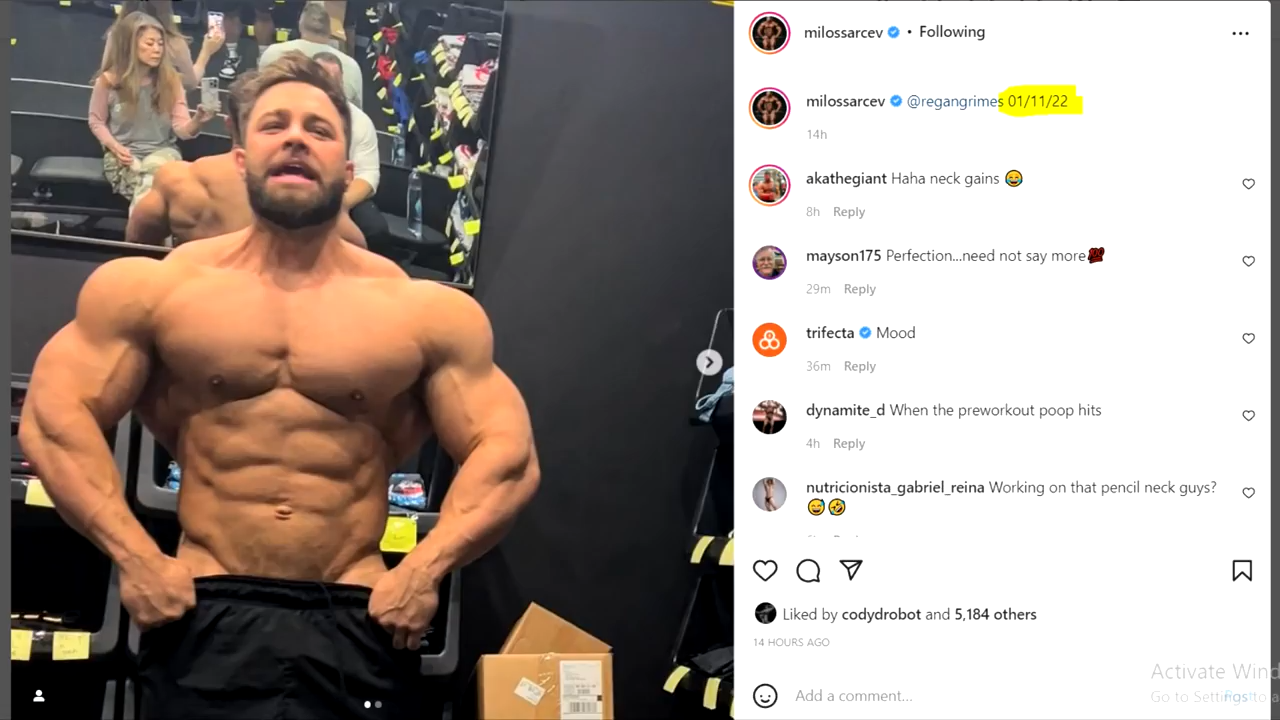 milossarcev • Following
milossarcev @regangrimes 01/11/22
14h
akathegiant Haha neck gains 😂
8h Reply
mayson175 Perfection...need not say more💯
29m Reply
trifecta Mood
36m Reply
dynamite_d When the preworkout poop hits
4h Reply
nutricionista_gabriel_reina Working on that pencil neck guys?
😅🤣
Liked by codydrobot and 5,184 others
14 HOURS AGO
Activate Wind
Add a comment...
Go to Settings to a
Post